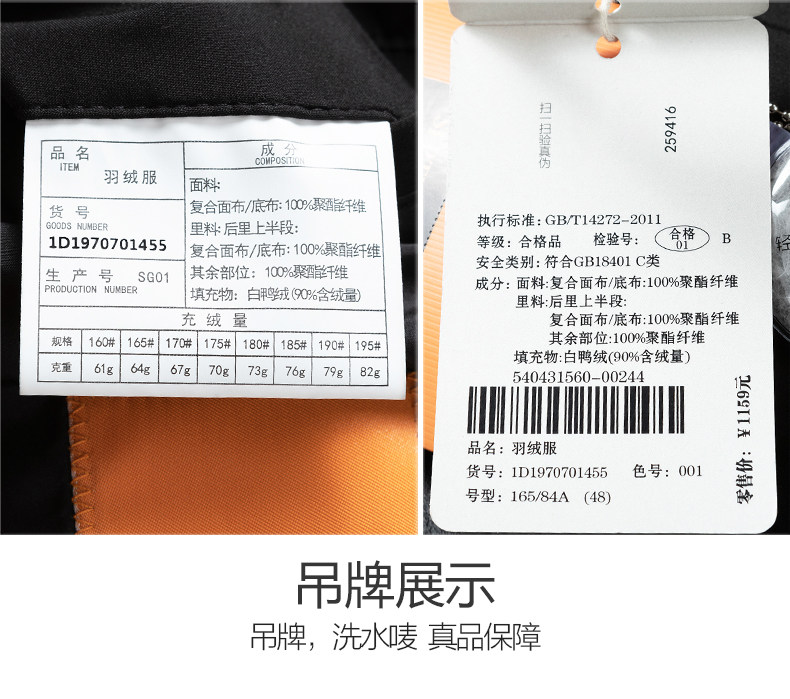 品 名
ITEM
羽绒服
成 分
COMPOSITION
货 号
GOODS NUMBER
1D1970701455
生 产 号 SG01
PRODUCTION NUMBER
面料:
复合面布/底布: 100%聚酯纤维
里料: 后里上半段:
复合面布/底布: 100%聚酯纤维
其余部位: 100%聚酯纤维
填充物: 白鸭绒(90%含绒量)
充 绒 量
规格 160# 165# 170# 175# 180# 185# 190# 195#
克重 61g 64g 67g 70g 73g 76g 79g 82g
扫一扫验真伪
259416
执行标准: GB/T14272-2011
等级: 合格品 检验号: 合格 01 B
安全类别: 符合GB18401 C类
成分: 面料:复合面布/底布:100%聚酯纤维
里料:后里上半段:
复合面布/底布:100%聚酯纤维
其余部位:100%聚酯纤维
填充物:白鸭绒(90%含绒量)
540431560-00244
品名: 羽绒服
货号: 1D1970701455 色号: 001
号型: 165/84A (48)
零售价: ¥1159元
吊牌展示
吊牌, 洗水唛 真品保障